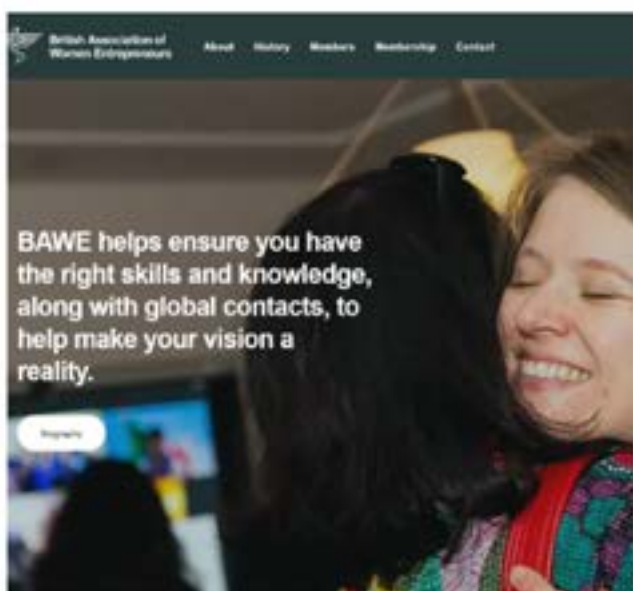 British Association of
Women Entrepreneurs
About History Members Membership Contact
BAWE helps ensure you have
the right skills and knowledge,
along with global contacts, to
help make your vision a
reality.